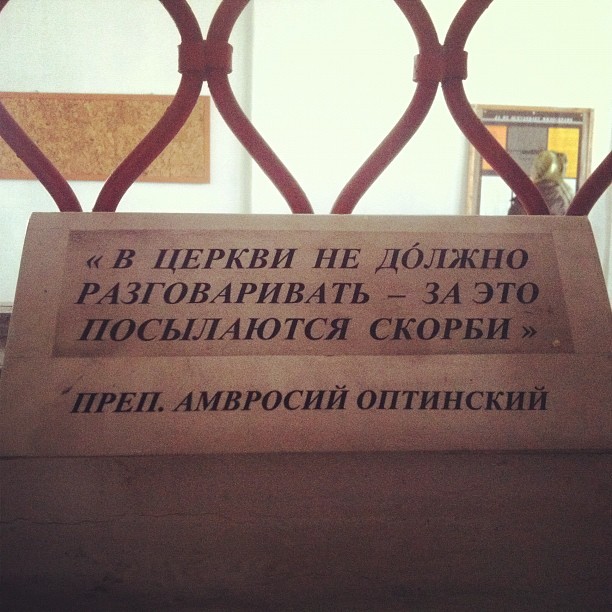 « В ЦЕРКВИ НЕ ДО́ЛЖНО
РАЗГОВАРИВАТЬ – ЗА ЭТО
ПОСЫЛАЮТСЯ СКОРБИ »
ПРЕП. АМВРОСИЙ ОПТИНСКИЙ